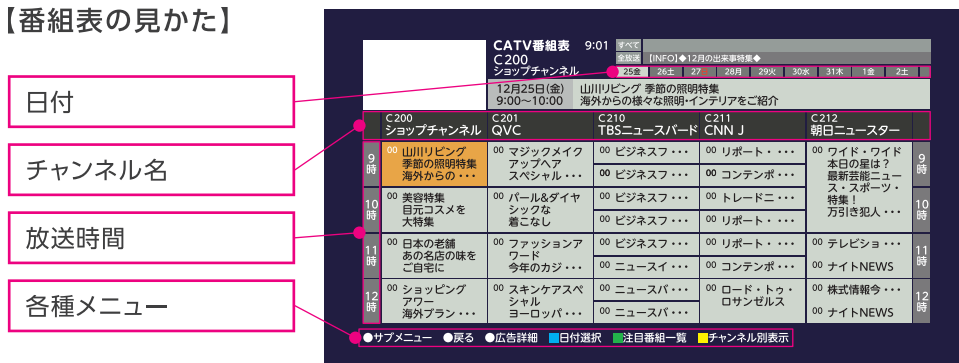 【番組表の見かた】
日付
チャンネル名
放送時間
各種メニュー
CATV番組表 9:01
C200
ショップチャンネル
すべて
全放送 【INFO】◆12月の出来事特集◆
25金 26土 27日 28月 29火 30水 31木 1金 2土
12月25日(金) 山川リビング 季節の照明特集
9:00～10:00 海外からの様々な照明・インテリアをご紹介
C200 C201 C210 C211 C212
ショップチャンネル QVC TBSニュースバード CNN J 朝日ニュースター
9時
00 山川リビング
季節の照明特集
海外からの・・・
00 マジックメイク
アップヘア
スペシャル・・・
00 ビジネスフ・・・
00 ビジネスフ・・・
00 リポート・・・
00 コンテンポ・・・
00 ワイド・ワイド
本日の星は？
最新芸能ニュー
ス・スポーツ・
特集！
万引き犯人・・・
9時
10時
00 美容特集
目元コスメを
大特集
00 パール&ダイヤ
シックな
着こなし
00 ビジネスフ・・・
00 ビジネスフ・・・
00 トレードニ・・・
00 リポート・・・
10時
11時
00 日本の老舗
あの名店の味を
ご自宅に
00 ファッションア
ワード
今年のカジ・・・
00 ビジネスフ・・・
00 ニュースイ・・・
00 リポート・・・
00 コンテンポ・・・
00 テレビショ・・・
00 ナイトNEWS
11時
12時
00 ショッピング
アワー
海外ブラン・・・
00 スキンケアスペ
シャル
ヨーロッパ・・・
00 ニュースバ・・・
00 ニュースバ・・・
00 ロード・トゥ・
ロサンゼルス
00 株式情報今・・・
00 ナイトNEWS
12時
●サブメニュー ●戻る ●広告詳細 ■日付選択 ■注目番組一覧 ■チャンネル別表示